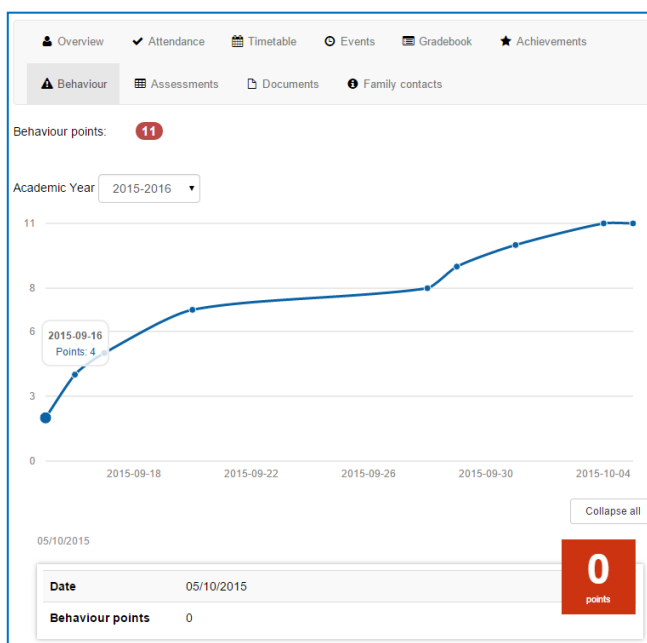 Overview Attendance Timetable Events Gradebook Achievements
Behaviour Assessments Documents Family contacts
Behaviour points: 11
Academic Year 2015-2016
11
8
6
2015-09-16
Points: 4
3
0
2015-09-18 2015-09-22 2015-09-26 2015-09-30 2015-10-04
Collapse all
05/10/2015
0
points
Date 05/10/2015
Behaviour points 0